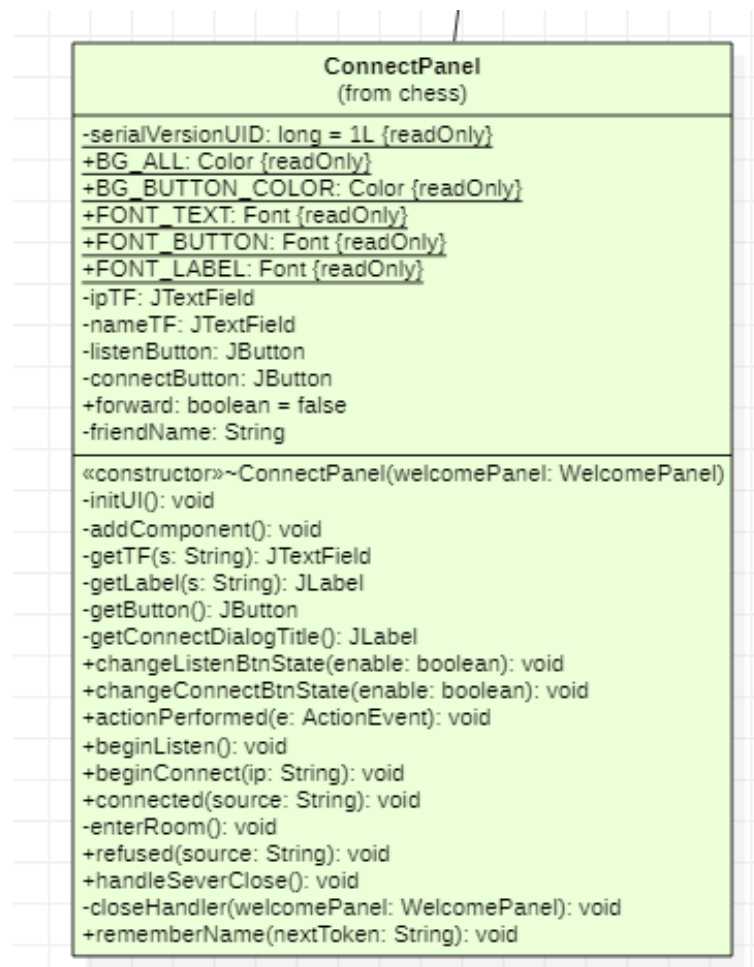 ConnectPanel
(from chess)
-serialVersionUID: long = 1L {readOnly}
+BG_ALL: Color {readOnly}
+BG_BUTTON_COLOR: Color {readOnly}
+FONT_TEXT: Font {readOnly}
+FONT_BUTTON: Font {readOnly}
+FONT_LABEL: Font {readOnly}
-ipTF: JTextField
-nameTF: JTextField
-listenButton: JButton
-connectButton: JButton
+forward: boolean = false
-friendName: String
«constructor»~ConnectPanel(welcomePanel: WelcomePanel)
-initUI(): void
-addComponent(): void
-getTF(s: String): JTextField
-getLabel(s: String): JLabel
-getButton(): JButton
-getConnectDialogTitle(): JLabel
+changeListenBtnState(enable: boolean): void
+changeConnectBtnState(enable: boolean): void
+actionPerformed(e: ActionEvent): void
+beginListen(): void
+beginConnect(ip: String): void
+connected(source: String): void
-enterRoom(): void
+refused(source: String): void
+handleSeverClose(): void
-closeHandler(welcomePanel: WelcomePanel): void
+rememberName(nextToken: String): void